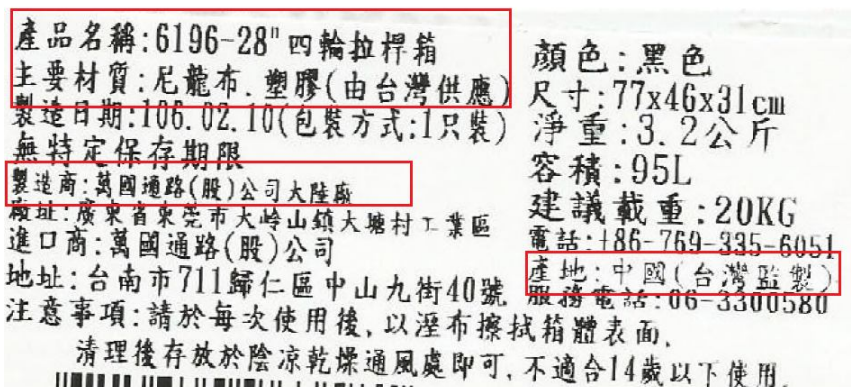 產品名稱:6196-28"四輪拉桿箱
主要材質:尼龍布.塑膠(由台灣供應)
製造日期:106.02.10(包裝方式:1只裝)
無特定保存期限
製造商:萬國通路(股)公司大陸廠
廠址:廣東省東莞市大岭山鎮大塘村工業區
進口商:萬國通路(股)公司
地址:台南市711歸仁區中山九街40號
注意事項:請於每次使用後,以溼布擦拭箱體表面,
清理後存放於陰凉乾燥通風處即可,不適合14歲以下使用.
顏色:黑色
尺寸:77x46x31cm
淨重:3.2公斤
容積:95L
建議載重:20KG
電話:+86-769-335-6051
產地:中國(台灣監製)
服務電話:06-3300580